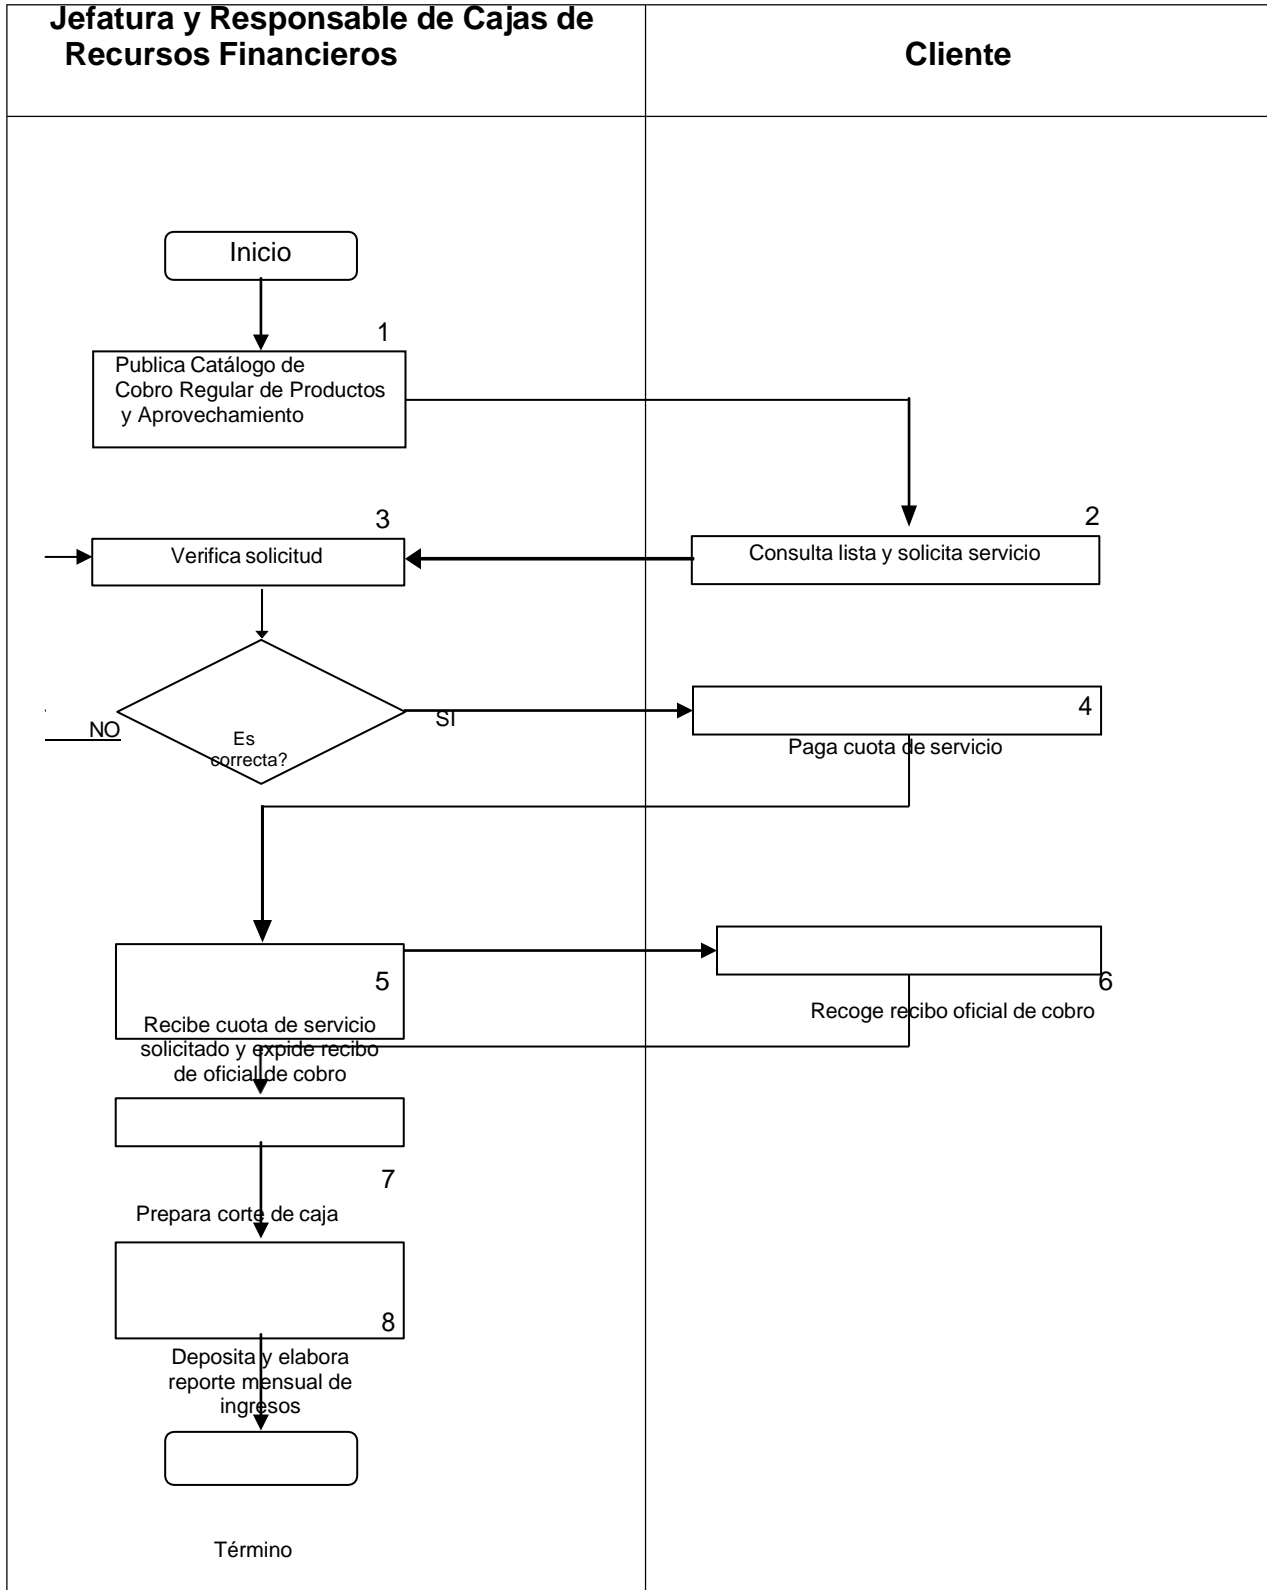 Jefatura y Responsable de Cajas de
Recursos Financieros
Cliente
Inicio
1
Publica Catálogo de
Cobro Regular de Productos
y Aprovechamiento
3
Verifica solicitud
2
Consulta lista y solicita servicio
NO
Es
correcta?
SI
4
Paga cuota de servicio
5
Recibe cuota de servicio
solicitado y expide recibo
de oficial de cobro
6
Recoge recibo oficial de cobro
7
Prepara corte de caja
8
Deposita y elabora
reporte mensual de
ingresos
Término